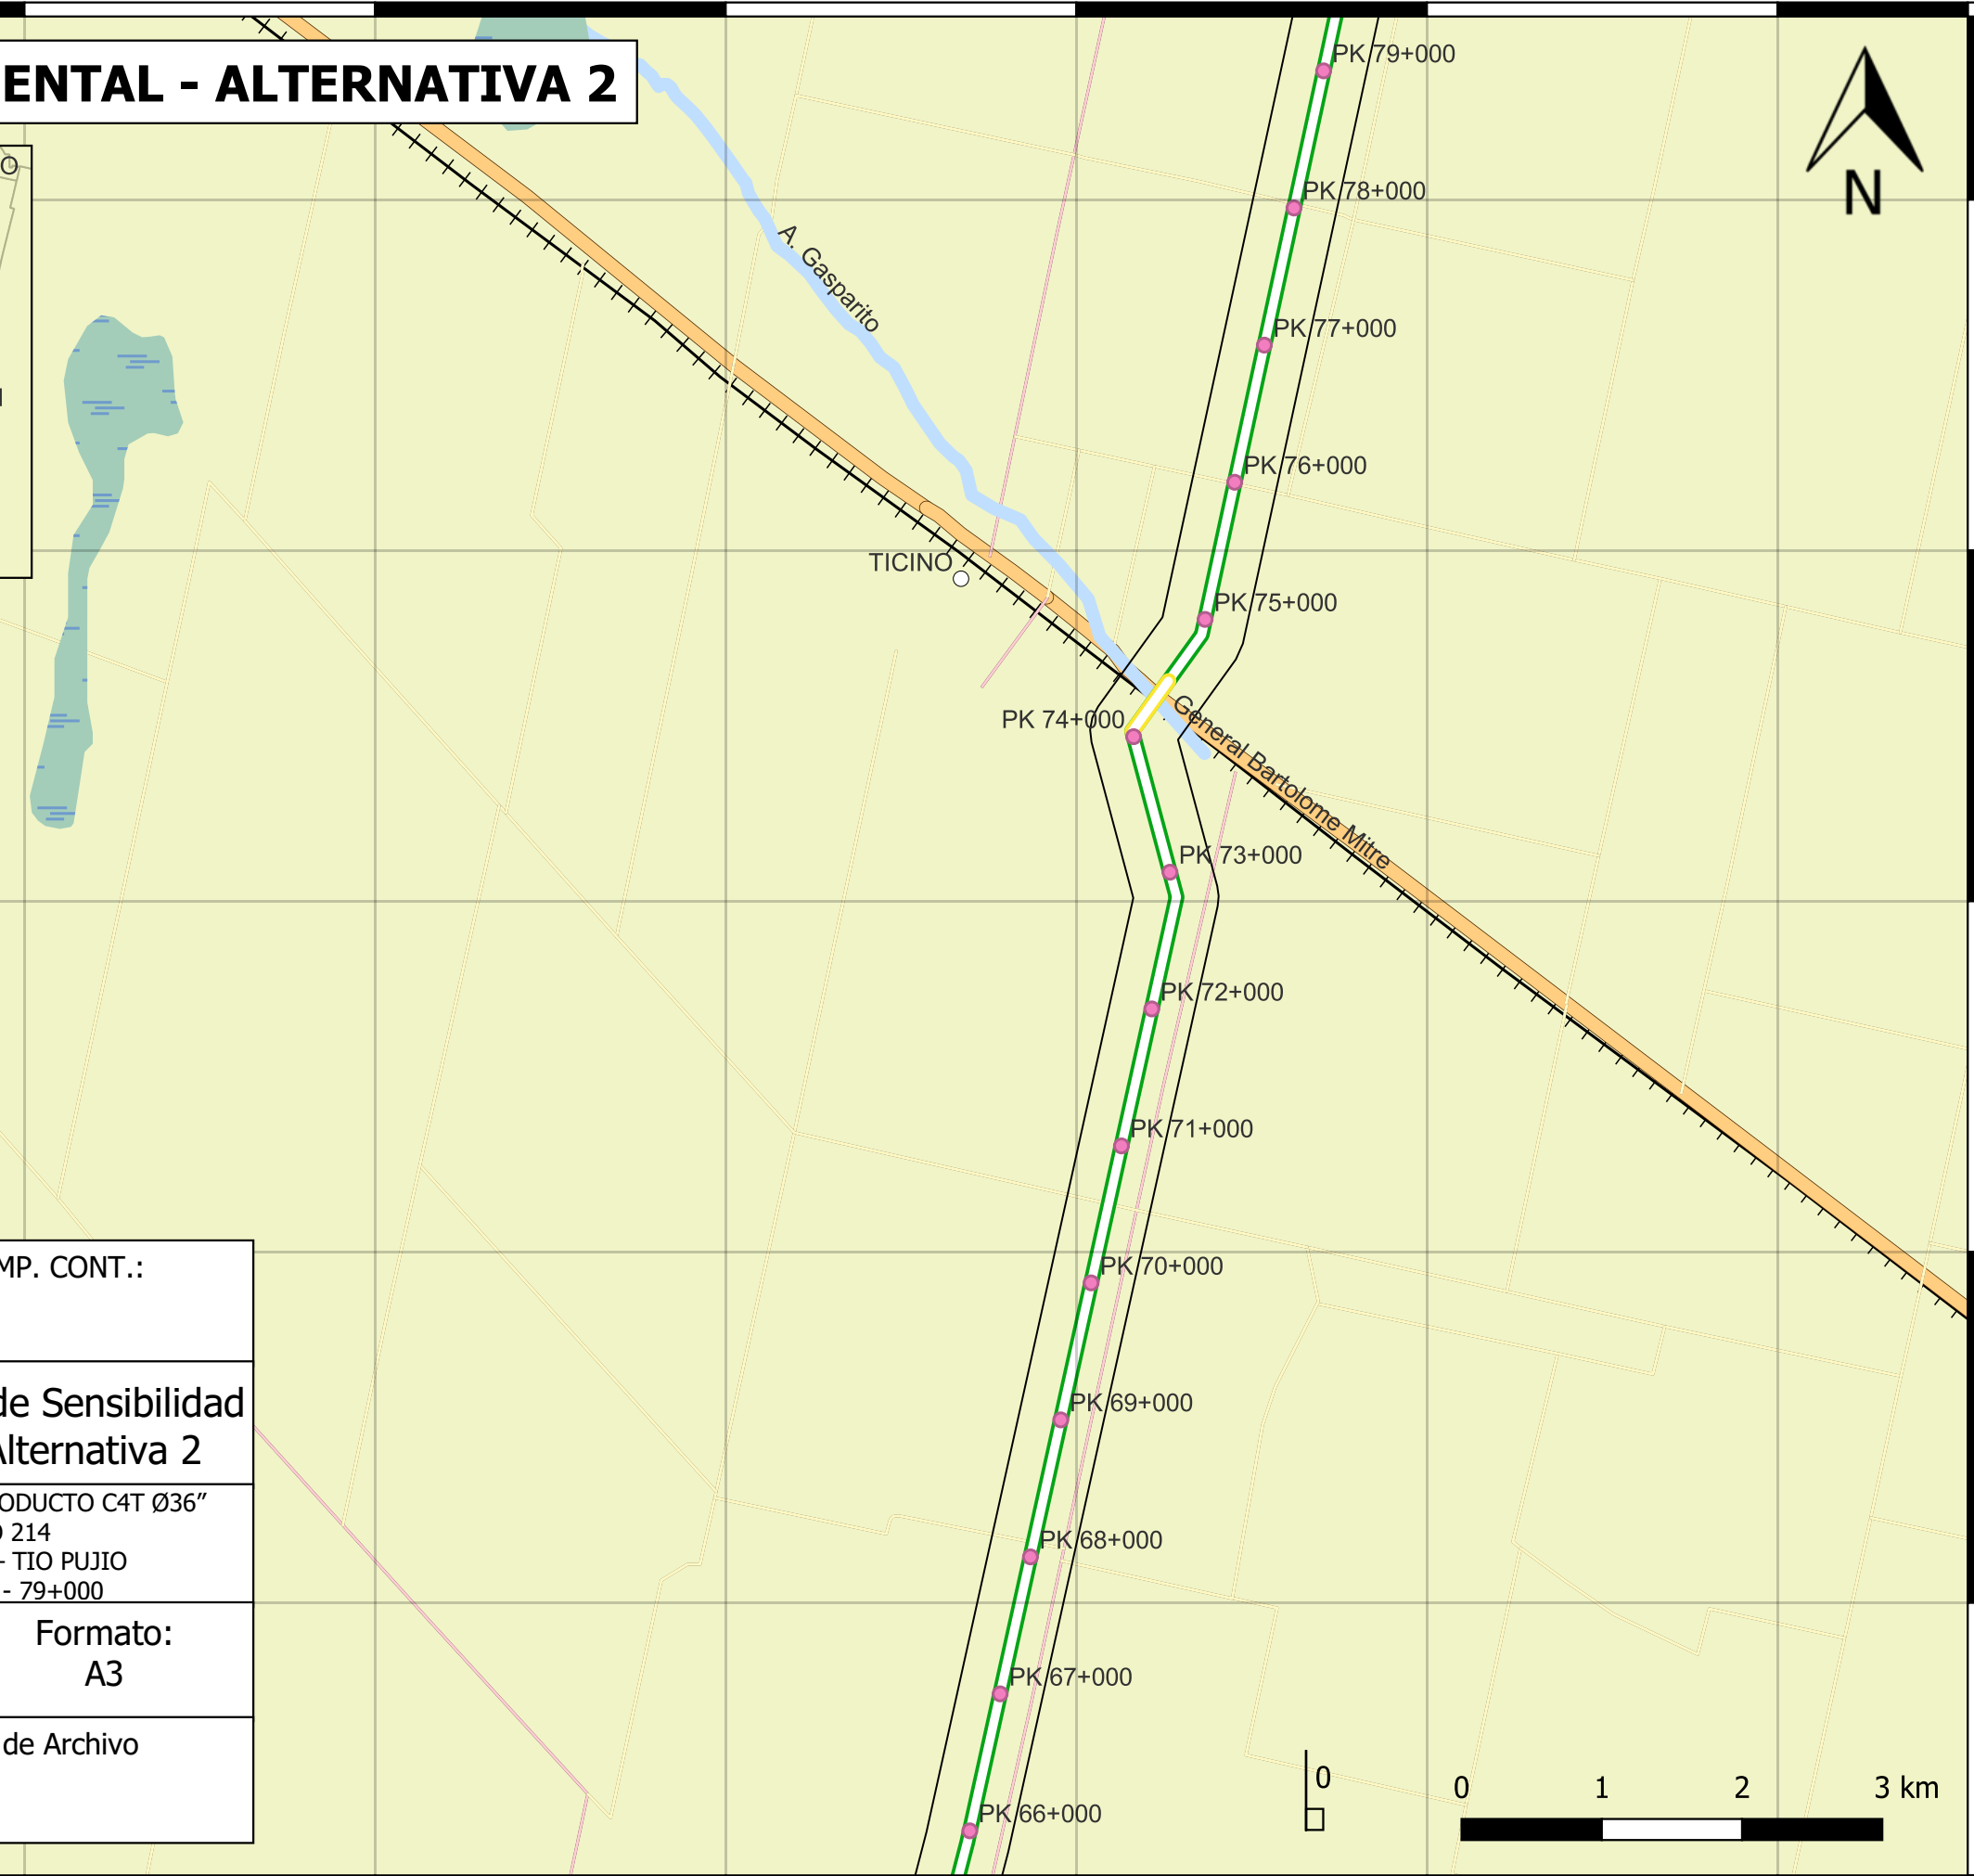 ENTAL - ALTERNATIVA 2
PK 79+000
N
O
PK 78+000
A. Gasparito
PK 77+000
PK 76+000
TICINO
PK 75+000
PK 74+000
General Bartolome Mitre
PK 73+000
PK 72+000
PK 71+000
MP. CONT.:
PK 70+000
de Sensibilidad
Alternativa 2
PK 69+000
ODUCTO C4T Ø36”
214
- TIO PUJIO
- 79+000
PK 68+000
Formato:
A3
PK 67+000
de Archivo
PK 66+000
0
0 1 2 3 km